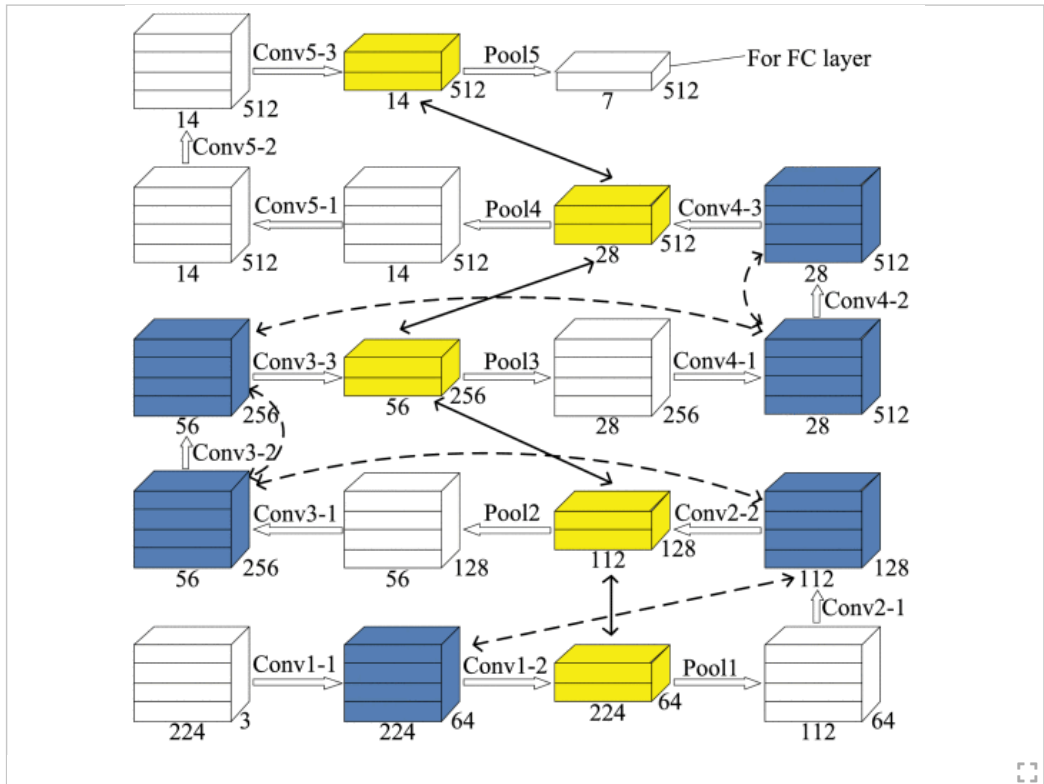 Conv5-3
Pool5
For FC layer
14
512
14
512
7
512
Conv5-2
Conv5-1
Pool4
Conv4-3
14
512
14
512
28
512
28
512
Conv4-2
Conv3-3
Pool3
Conv4-1
56
256
56
256
28
256
28
512
Conv3-2
Conv3-1
Pool2
Conv2-2
56
256
56
128
112
128
112
128
Conv2-1
Conv1-1
Conv1-2
Pool1
224
3
224
64
224
64
112
64